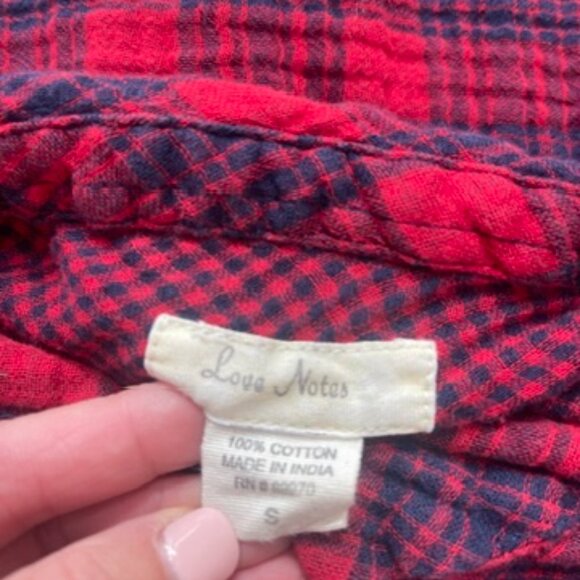 Love Notes
100% COTTON
MADE IN INDIA
RN
S